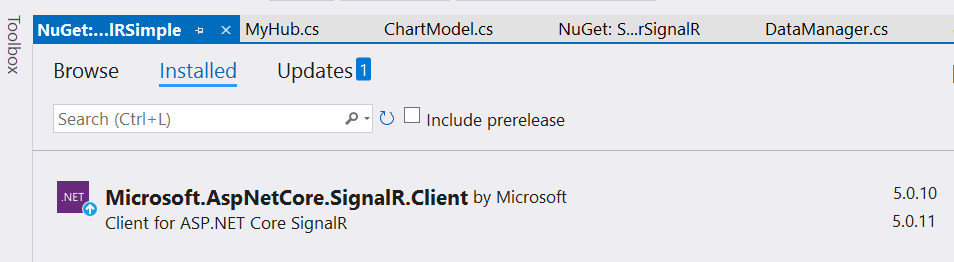 Toolbox
NuGet:...lRSimple MyHub.cs ChartModel.cs NuGet: S...rSignalR DataManager.cs
Browse Installed Updates 1
Search (Ctrl+L) Include prerelease
.NET Microsoft.AspNetCore.SignalR.Client by Microsoft 5.0.10
Client for ASP.NET Core SignalR 5.0.11